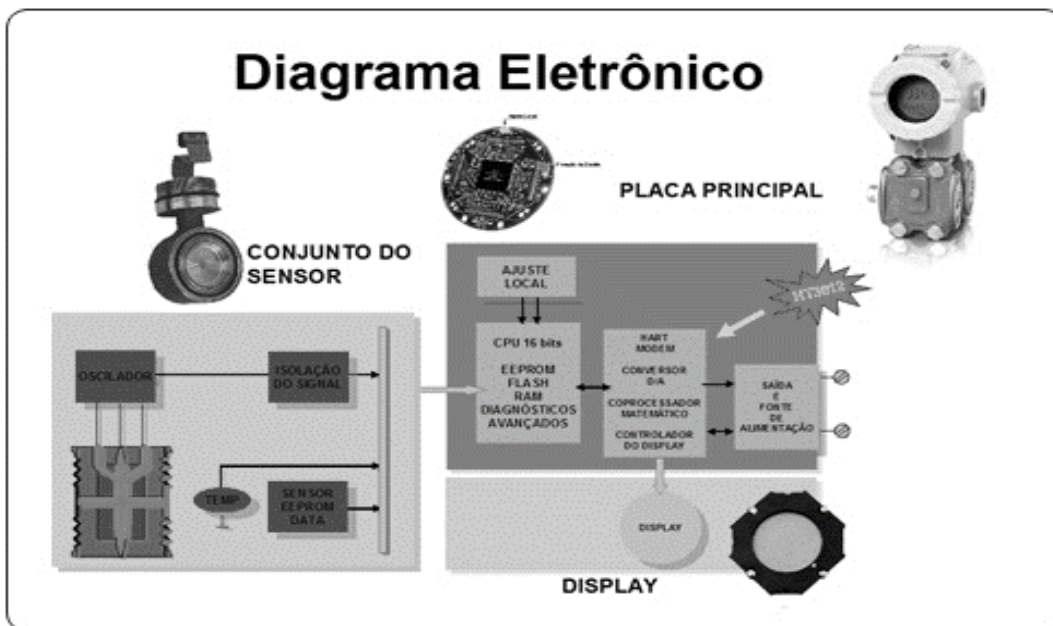 Diagrama Eletrônico
PLACA PRINCIPAL
CONJUNTO DO
SENSOR
AJUSTE
LOCAL
HT3012
OSCILADOR
ISOLAÇÃO
DO SIGNAL
CPU 16 bits
EEPROM
FLASH
RAM
DIAGNÓSTICOS
AVANÇADOS
HART
MODEM
CONVERSOR
D/A
COPROCESSADOR
MATEMÁTICO
CONTROLADOR
DO DISPLAY
SAÍDA
E
FONTE
DE
ALIMENTAÇÃO
TEMP
SENSOR
EEPROM
DATA
DISPLAY
DISPLAY